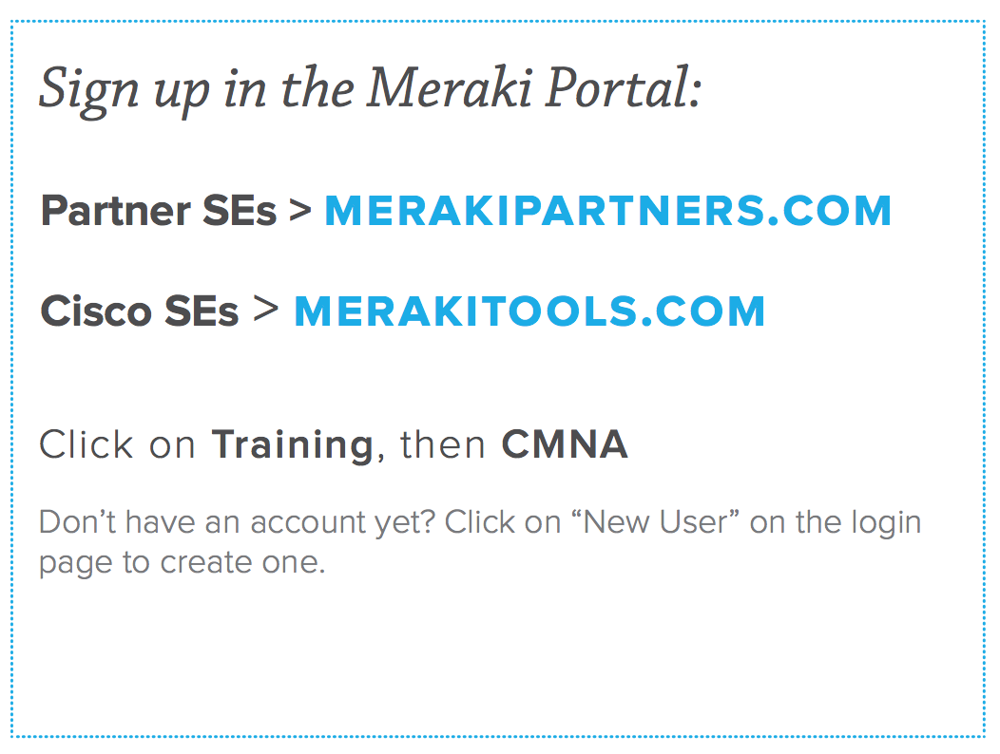 Sign up in the Meraki Portal:
Partner SEs > MERAKIPARTNERS.COM
Cisco SEs > MERAKITOOLS.COM
Click on Training, then CMNA
Don’t have an account yet? Click on “New User” on the login
page to create one.